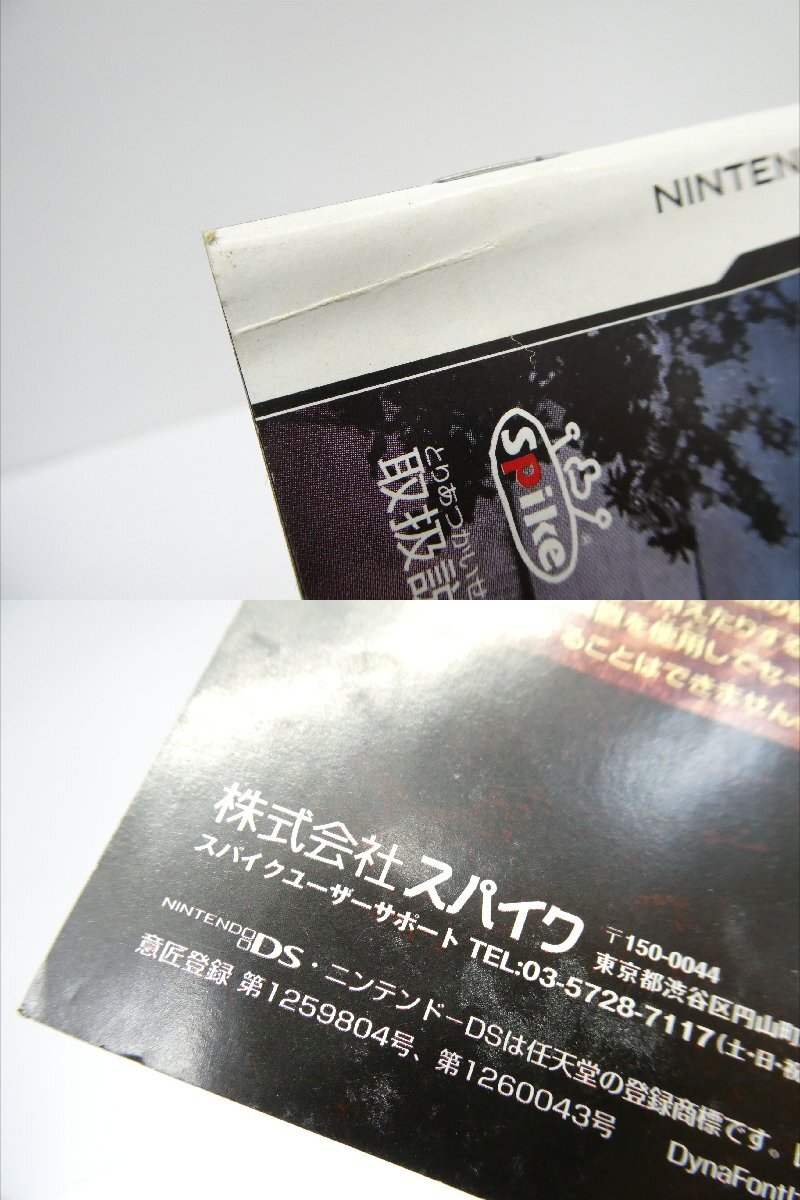 NINTEN
spike
とりあつかいせ
取扱説
えたりする
を使用してセー
ることはできません
株式会社スパイク
〒150-0044
スパイクユーザーサポート TEL:03-5728-7117(土・日・祝
東京都渋谷区円山町
NINTENDO DS・ニンテンドーDSは任天堂の登録商標です。
意匠登録 第1259804号、第1260043号
DynaFont